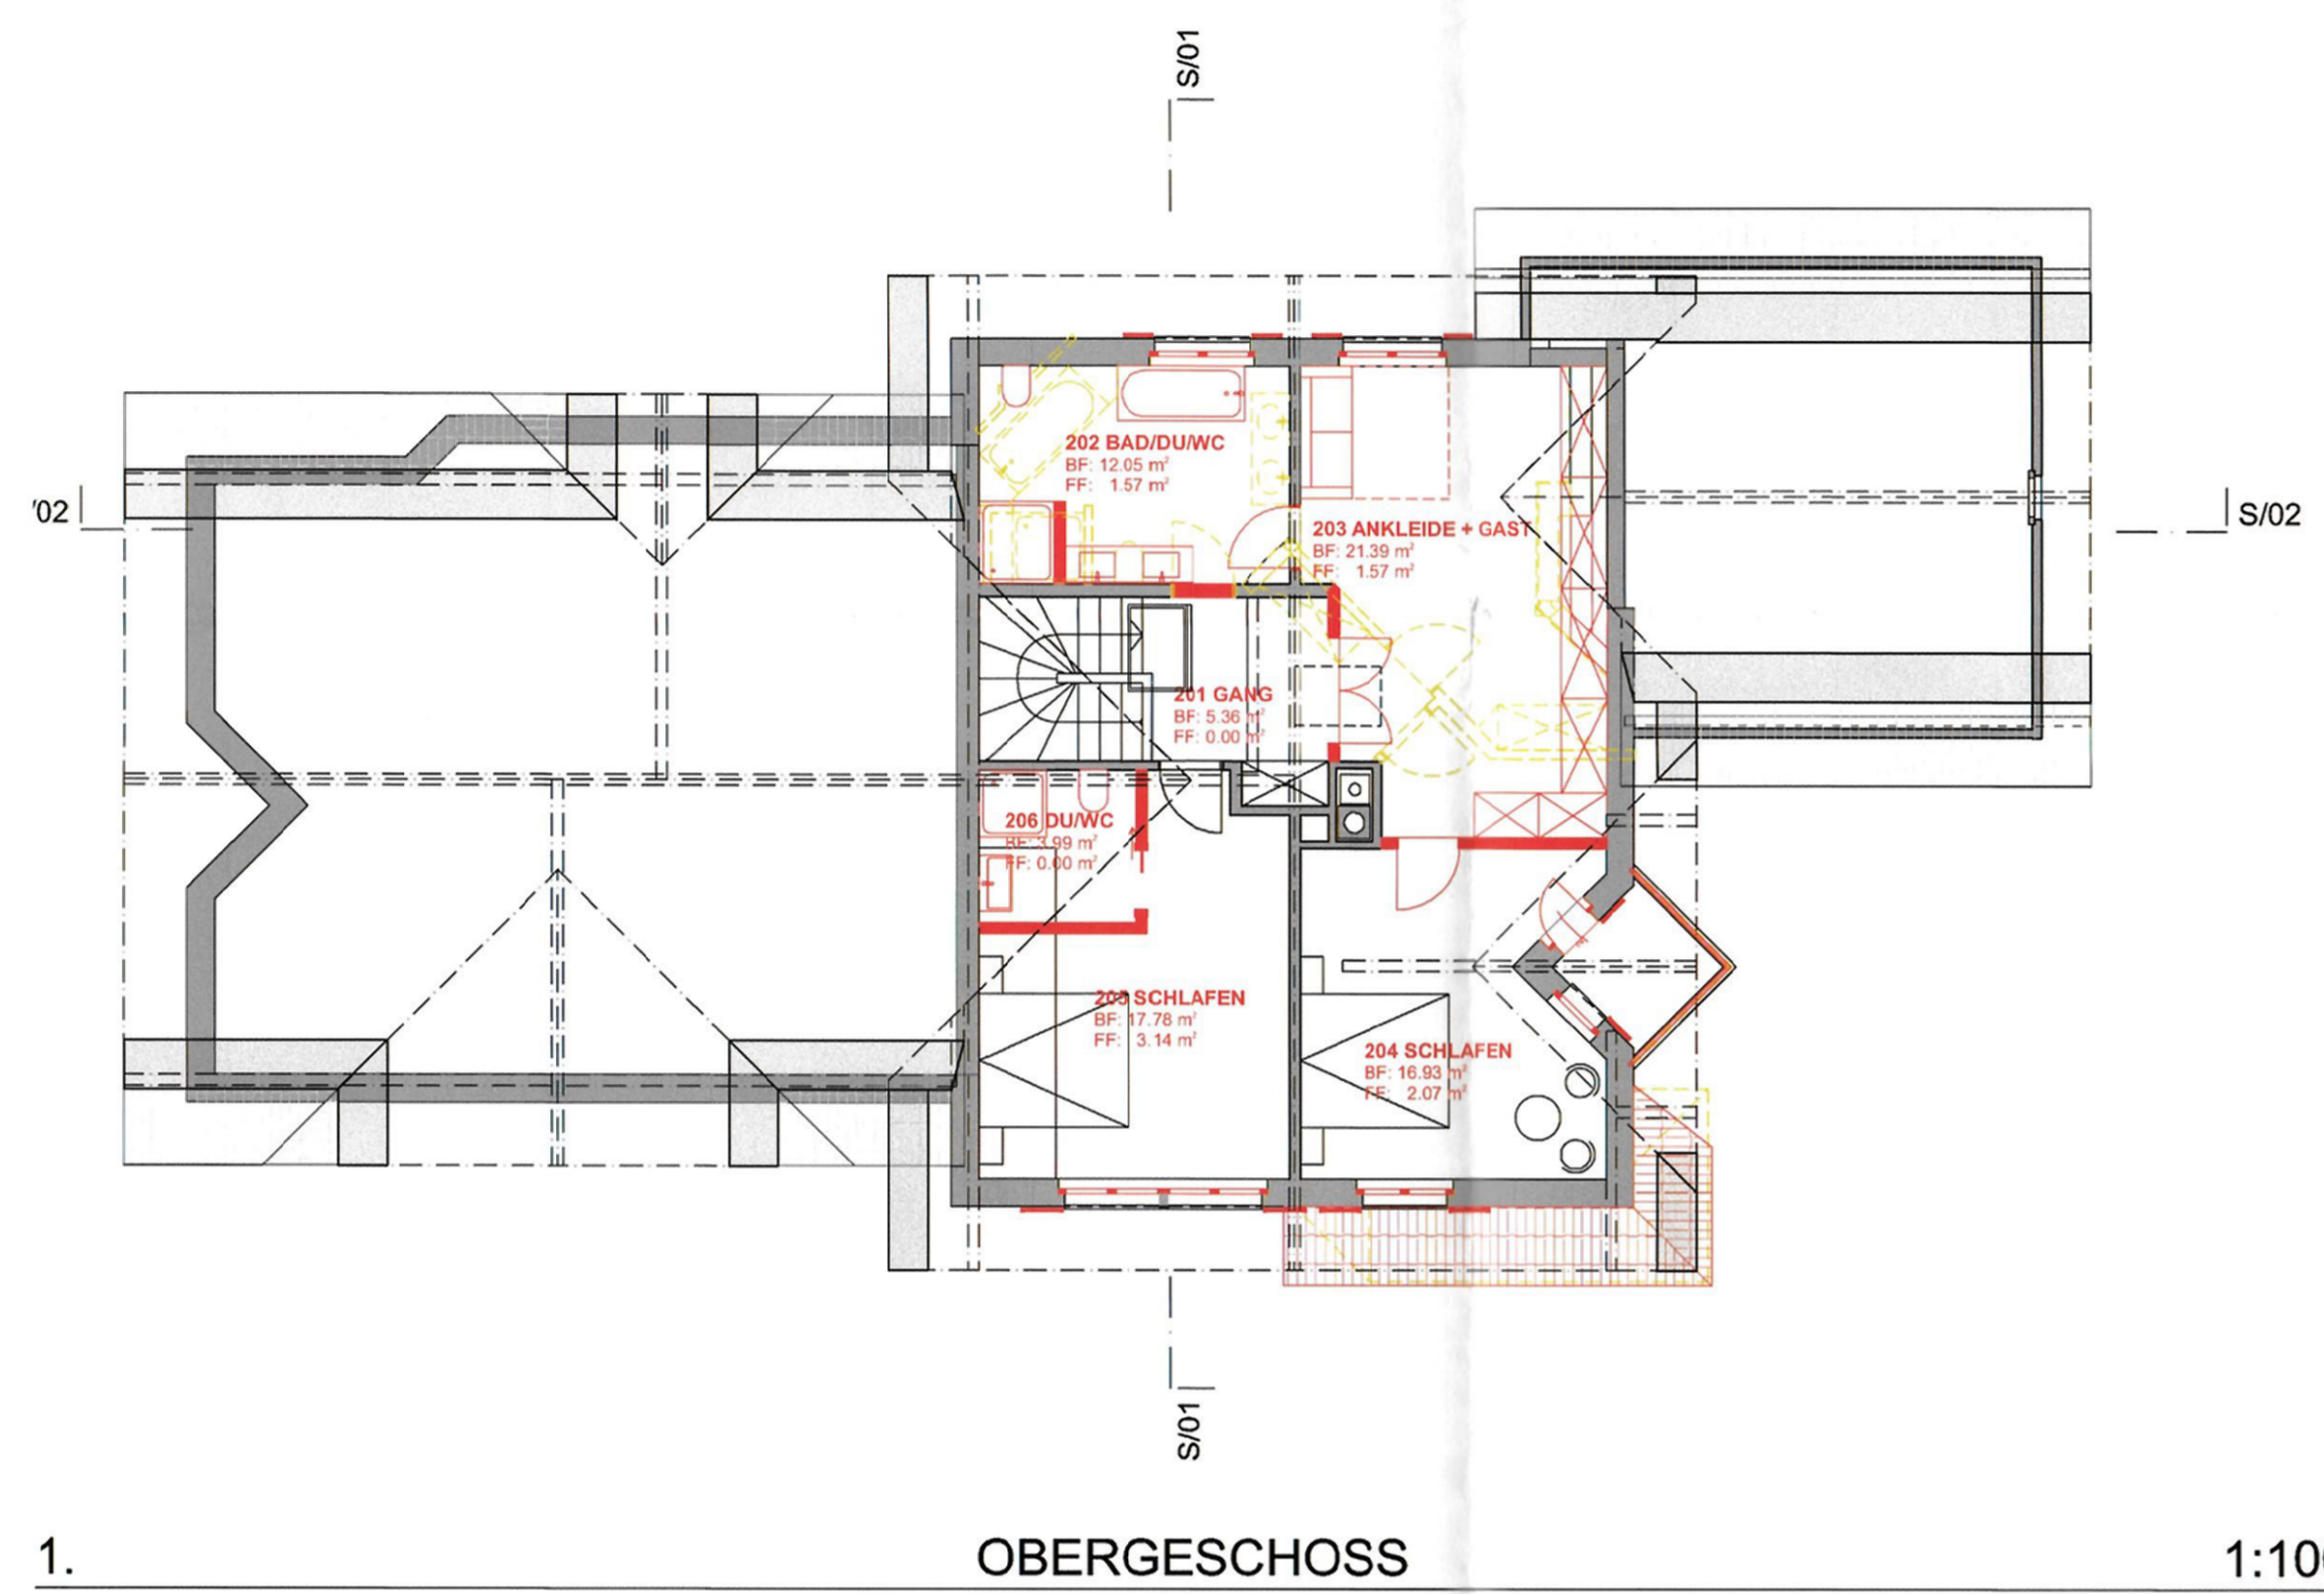 S/01
'02
S/02
202 BAD/DU/WC
BF: 12.05 m²
FF: 1.57 m²
203 ANKLEIDE + GAST
BF: 21.39 m²
FF: 1.57 m²
201 GANG
BF: 5.36 m²
FF: 0.00 m²
206 DU/WC
BF: 3.99 m²
FF: 0.00 m²
205 SCHLAFEN
BF: 17.78 m²
FF: 3.14 m²
204 SCHLAFEN
BF: 16.93 m²
FF: 2.07 m²
S/01
1. OBERGESCHOSS 1:100